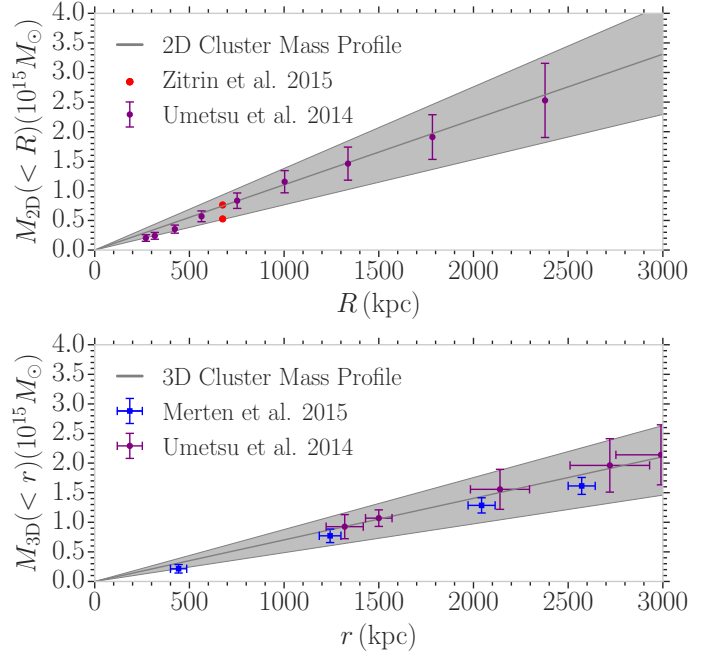 4.0
3.5
3.0
2.5
2.0
1.5
1.0
0.5
0.0
M2D(< R)(10^15 M⊙)
2D Cluster Mass Profile
Zitrin et al. 2015
Umetsu et al. 2014
0 500 1000 1500 2000 2500 3000
R (kpc)
4.0
3.5
3.0
2.5
2.0
1.5
1.0
0.5
0.0
M3D(< r)(10^15 M⊙)
3D Cluster Mass Profile
Merten et al. 2015
Umetsu et al. 2014
0 500 1000 1500 2000 2500 3000
r (kpc)